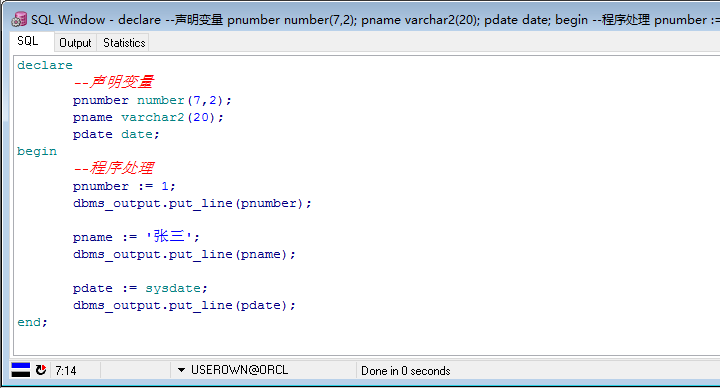 SQL Window - declare --声明变量 pnumber number(7,2); pname varchar2(20); pdate date; begin --程序处理 pnumber :=
SQL Output Statistics
declare
--声明变量
pnumber number(7,2);
pname varchar2(20);
pdate date;
begin
--程序处理
pnumber := 1;
dbms_output.put_line(pnumber);
pname := '张三';
dbms_output.put_line(pname);
pdate := sysdate;
dbms_output.put_line(pdate);
end;
7:14 USEROWN@ORCL Done in 0 seconds